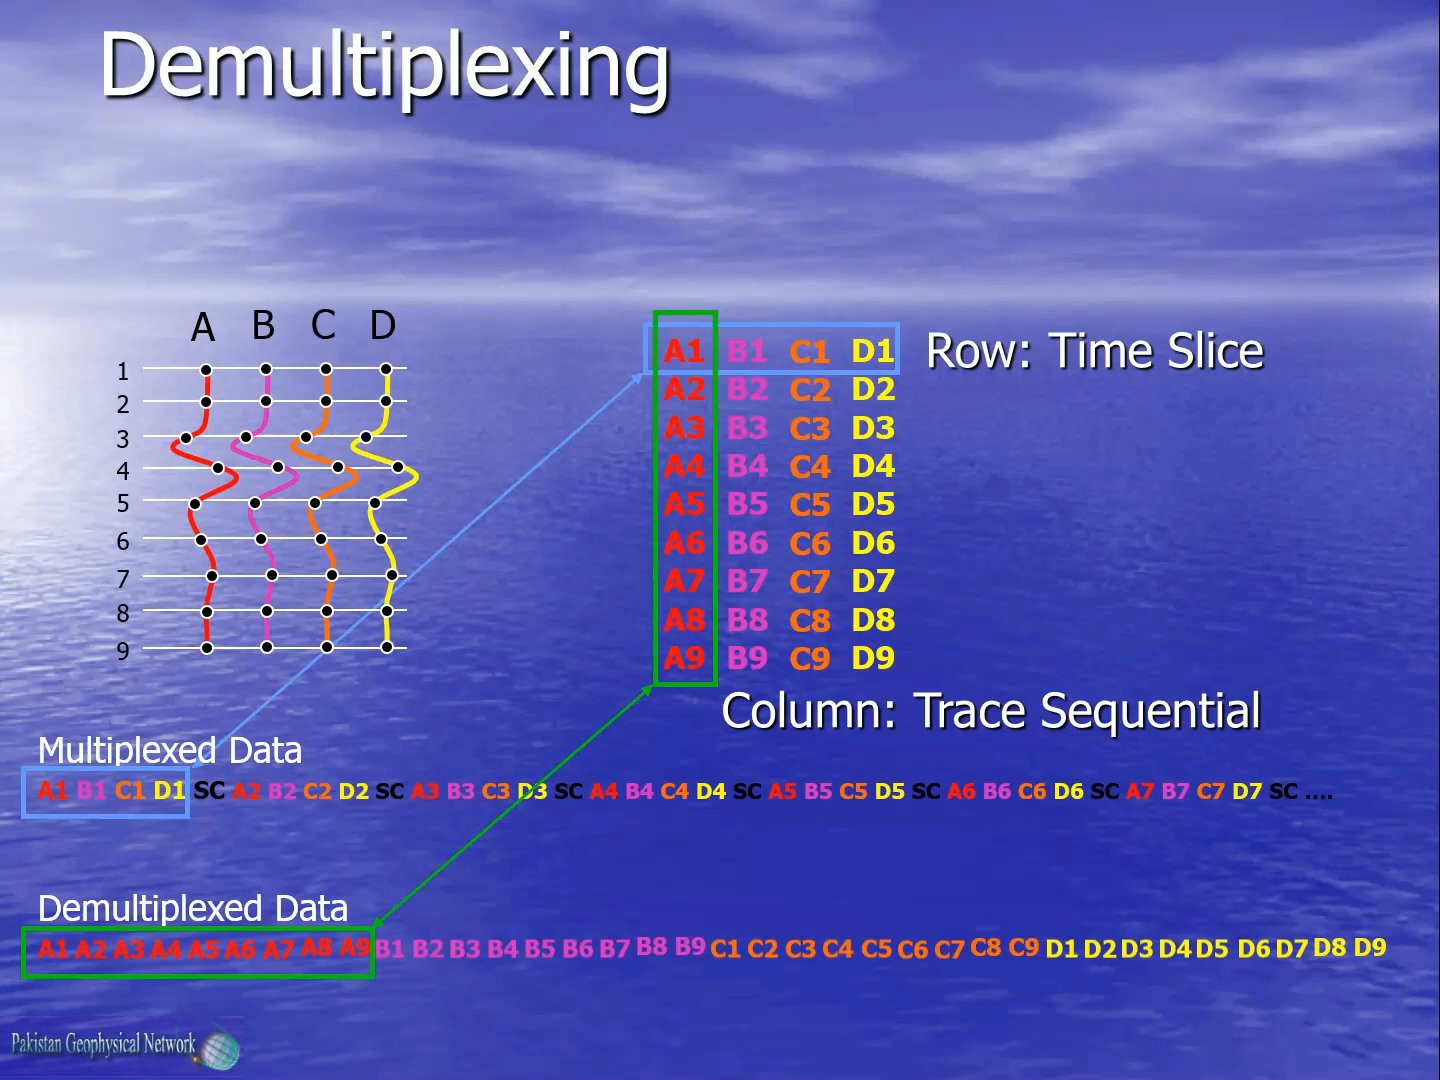 Demultiplexing
A B C D
1
2
3
4
5
6
7
8
9
A1 B1 C1 D1
A2 B2 C2 D2
A3 B3 C3 D3
A4 B4 C4 D4
A5 B5 C5 D5
A6 B6 C6 D6
A7 B7 C7 D7
A8 B8 C8 D8
A9 B9 C9 D9
Row: Time Slice
Column: Trace Sequential
Multiplexed Data
A1 B1 C1 D1 SC A2 B2 C2 D2 SC A3 B3 C3 D3 SC A4 B4 C4 D4 SC A5 B5 C5 D5 SC A6 B6 C6 D6 SC A7 B7 C7 D7 SC ....
Demultiplexed Data
A1 A2 A3 A4 A5 A6 A7 A8 A9 B1 B2 B3 B4 B5 B6 B7 B8 B9 C1 C2 C3 C4 C5 C6 C7 C8 C9 D1 D2 D3 D4 D5 D6 D7 D8 D9
Pakistan Geophysical Network